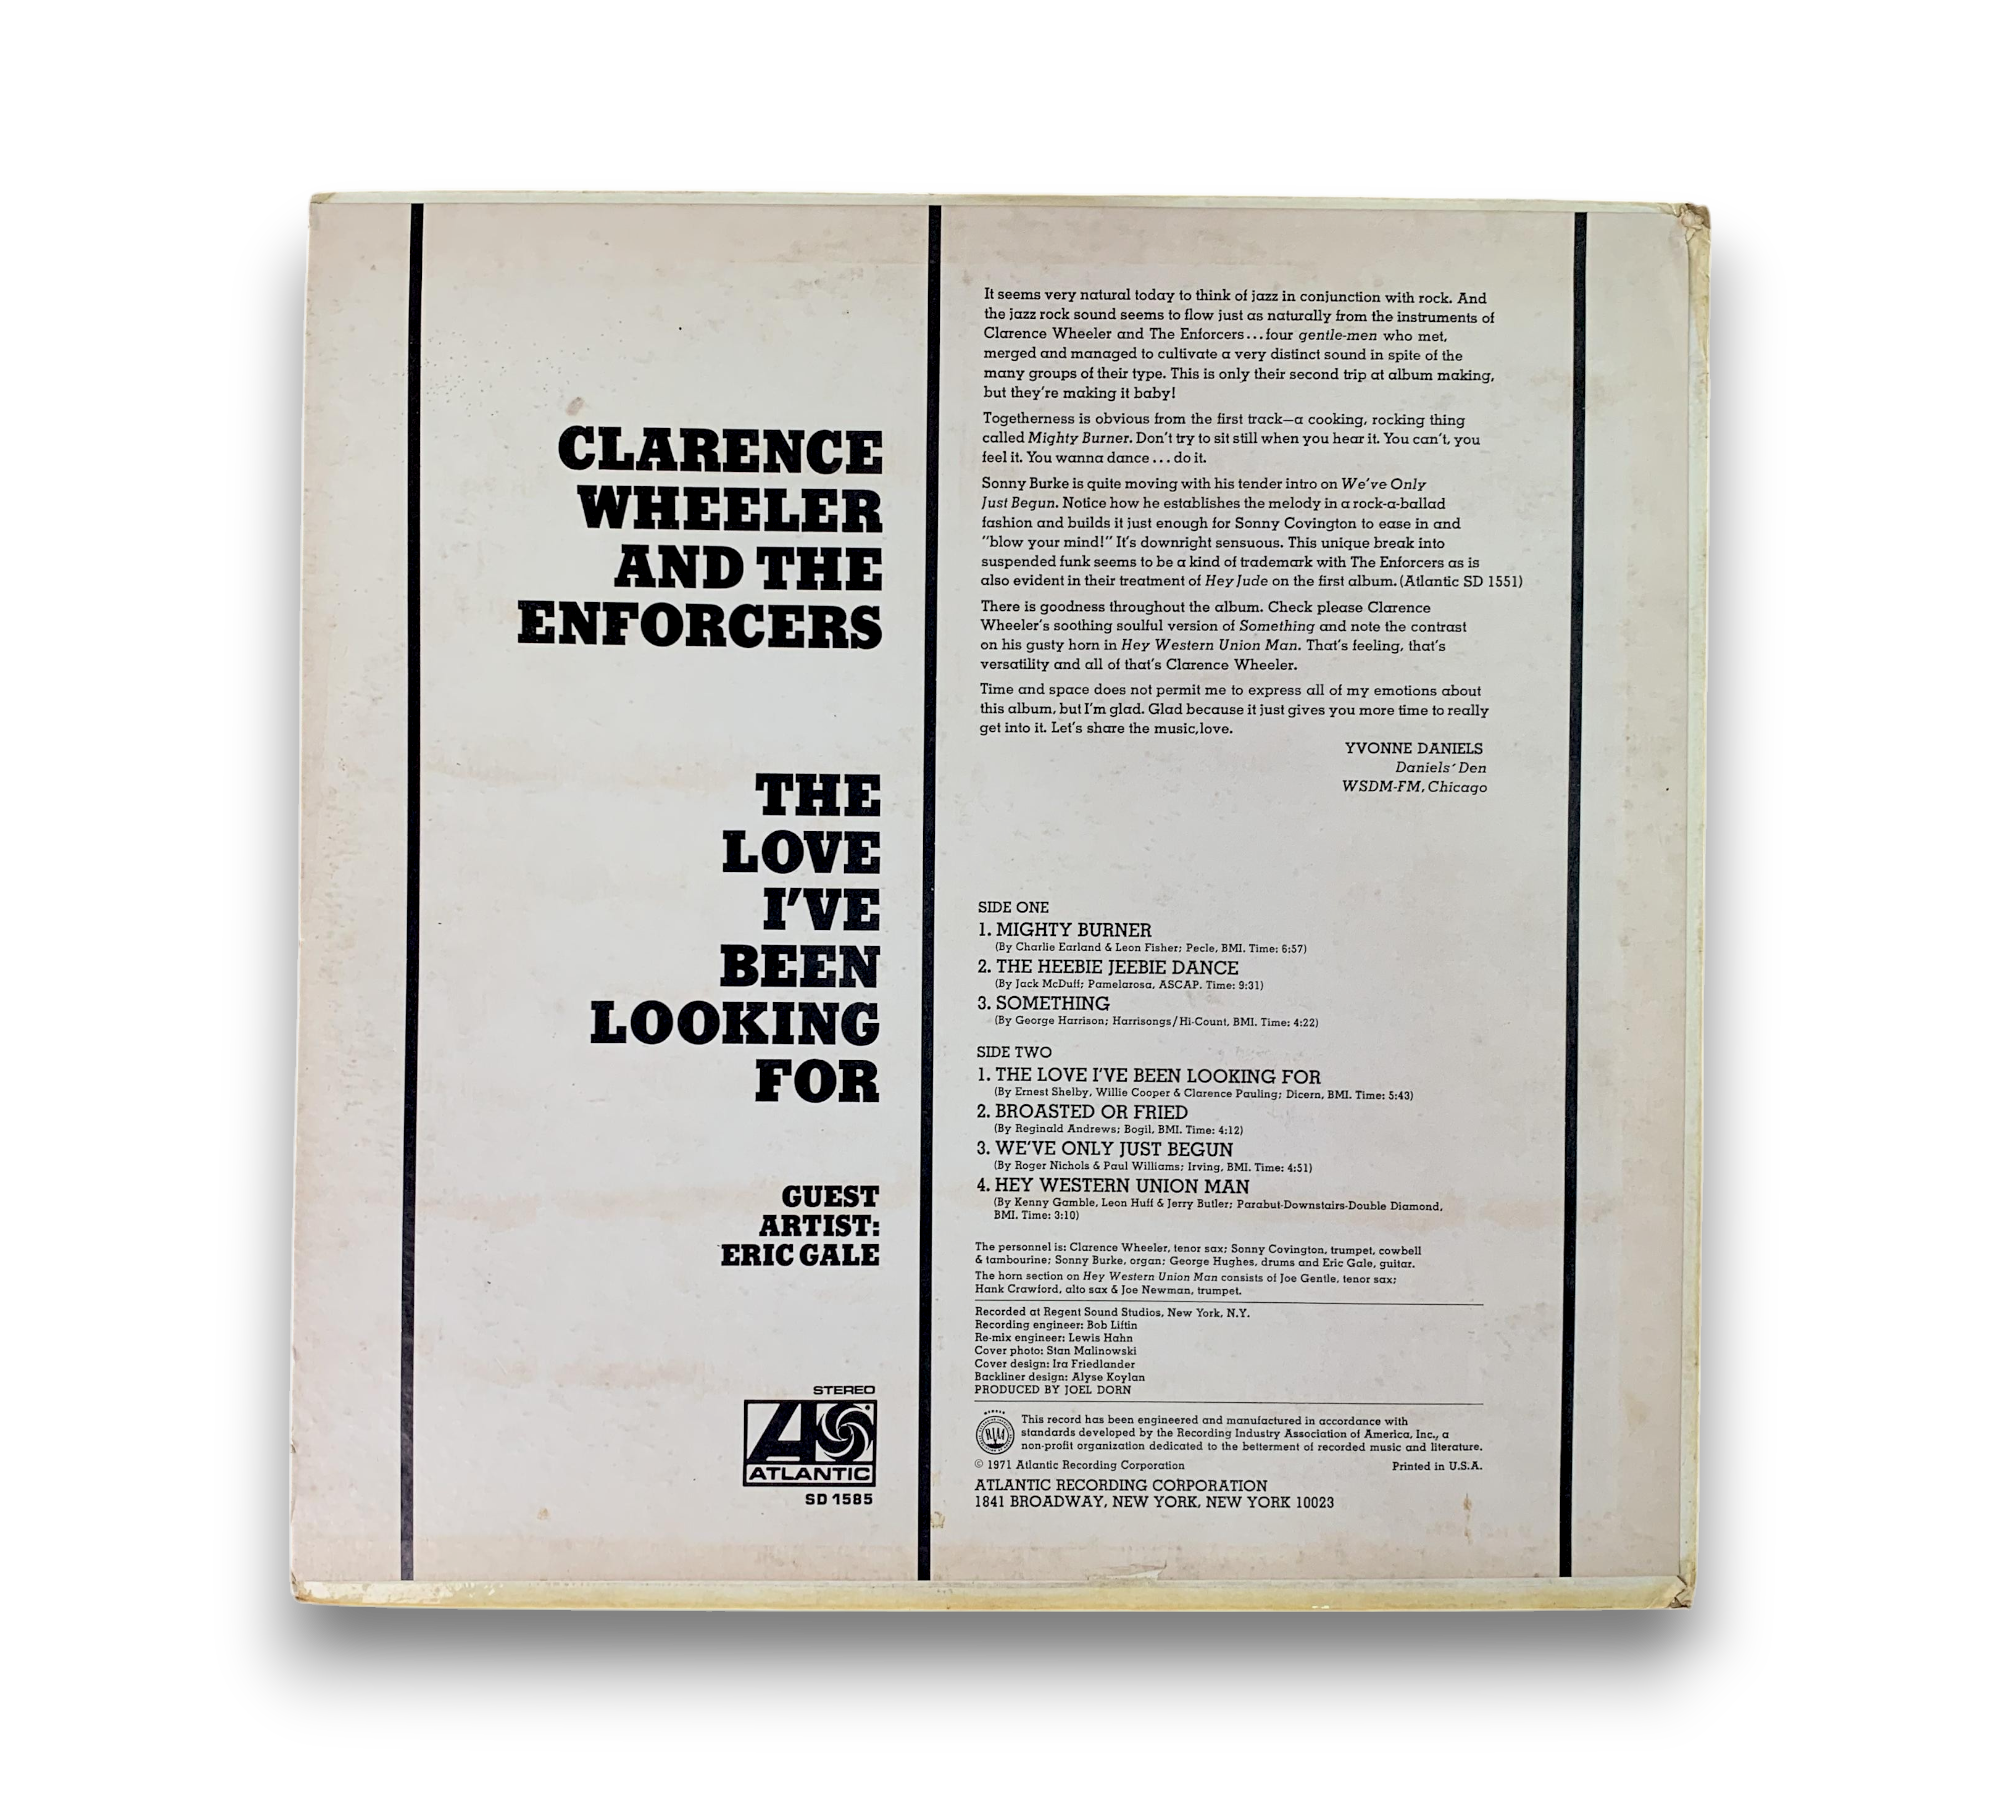 CLARENCE
WHEELER
AND THE
ENFORCERS
THE
LOVE
I'VE
BEEN
LOOKING
FOR
GUEST
ARTIST:
ERIC GALE
STEREO
ATLANTIC
SD 1585
It seems very natural today to think of jazz in conjunction with rock. And
the jazz rock sound seems to flow just as naturally from the instruments of
Clarence Wheeler and The Enforcers...four gentle-men who met,
merged and managed to cultivate a very distinct sound in spite of the
many groups of their type. This is only their second trip at album making,
but they're making it baby!
Togetherness is obvious from the first track—a cooking, rocking thing
called Mighty Burner. Don't try to sit still when you hear it. You can't, you
feel it. You wanna dance...do it.
Sonny Burke is quite moving with his tender intro on We've Only
Just Begun. Notice how he establishes the melody in a rock-a-ballad
fashion and builds it just enough for Sonny Covington to ease in and
"blow your mind!" It's downright sensuous. This unique break into
suspended funk seems to be a kind of trademark with The Enforcers as is
also evident in their treatment of Hey Jude on the first album. (Atlantic SD 1551)
There is goodness throughout the album. Check please Clarence
Wheeler's soothing soulful version of Something and note the contrast
on his gusty horn in Hey Western Union Man. That's feeling, that's
versatility and all of that's Clarence Wheeler.
Time and space does not permit me to express all of my emotions about
this album, but I'm glad. Glad because it just gives you more time to really
get into it. Let's share the music,love.
YVONNE DANIELS
Daniels' Den
WSDM-FM, Chicago
SIDE ONE
1. MIGHTY BURNER
(By Charlie Earland & Leon Fisher; Pecle, BMI. Time: 6:57)
2. THE HEEBIE JEEBIE DANCE
(By Jack McDuff; Pamelarosa, ASCAP. Time: 9:31)
3. SOMETHING
(By George Harrison; Harrisongs/Hi-Count, BMI. Time: 4:22)
SIDE TWO
1. THE LOVE I'VE BEEN LOOKING FOR
(By Ernest Shelby, Willie Cooper & Clarence Pauling; Dicern, BMI. Time: 5:43)
2. BROASTED OR FRIED
(By Reginald Andrews; Bogil, BMI. Time: 4:12)
3. WE'VE ONLY JUST BEGUN
(By Roger Nichols & Paul Williams; Irving, BMI. Time: 4:51)
4. HEY WESTERN UNION MAN
(By Kenny Gamble, Leon Huff & Jerry Butler; Parabut-Downstairs-Double Diamond,
BMI. Time: 3:10)
The personnel is: Clarence Wheeler, tenor sax; Sonny Covington, trumpet, cowbell
& tambourine; Sonny Burke, organ; George Hughes, drums and Eric Gale, guitar.
The horn section on Hey Western Union Man consists of Joe Gentle, tenor sax;
Hank Crawford, alto sax & Joe Newman, trumpet.
Recorded at Regent Sound Studios, New York, N.Y.
Recording engineer: Bob Liftin
Re-mix engineer: Lewis Hahn
Cover photo: Stan Malinowski
Cover design: Ira Friedlander
Backliner design: Alyse Koylan
PRODUCED BY JOEL DORN
RIAA
This record has been engineered and manufactured in accordance with
standards developed by the Recording Industry Association of America, Inc., a
non-profit organization dedicated to the betterment of recorded music and literature.
© 1971 Atlantic Recording Corporation Printed in U.S.A.
ATLANTIC RECORDING CORPORATION
1841 BROADWAY, NEW YORK, NEW YORK 10023